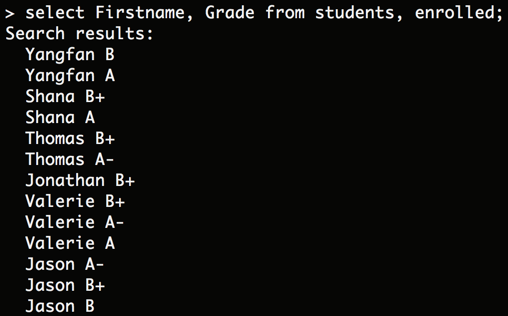 > select Firstname, Grade from students, enrolled;
Search results:
Yangfan B
Yangfan A
Shana B+
Shana A
Thomas B+
Thomas A-
Jonathan B+
Valerie B+
Valerie A-
Valerie A
Jason A-
Jason B+
Jason B